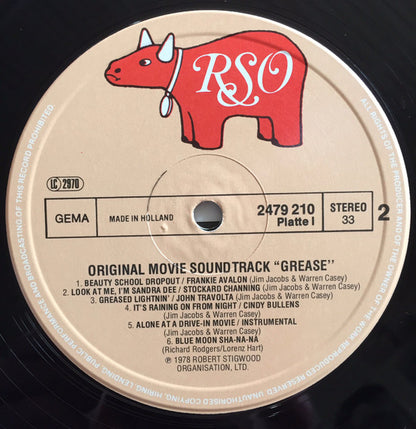 RSO
LC 2970
GEMA
MADE IN HOLLAND
2479 210
Platte I
STEREO
33
2
ORIGINAL MOVIE SOUNDTRACK "GREASE"
1. BEAUTY SCHOOL DROPOUT / FRANKIE AVALON (Jim Jacobs & Warren Casey)
2. LOOK AT ME, I'M SANDRA DEE / STOCKARD CHANNING (Jim Jacobs & Warren Casey)
3. GREASED LIGHTNIN' / JOHN TRAVOLTA (Jim Jacobs & Warren Casey)
4. IT'S RAINING ON FROM NIGHT / CINDY BULLENS
(Jim Jacobs & Warren Casey)
5. ALONE AT A DRIVE-IN MOVIE / INSTRUMENTAL
(Jim Jacobs & Warren Casey)
6. BLUE MOON SHA-NA-NA
(Richard Rodgers/Lorenz Hart)
℗ 1978 ROBERT STIGWOOD
ORGANISATION, LTD.
ALL RIGHTS OF THE PRODUCER AND OF THE OWNER OF THE WORK REPRODUCED RESERVED UNAUTHORISED COPYING, HIRING, LENDING, PUBLIC PERFORMANCE AND BROADCASTING OF THIS RECORD PROHIBITED.